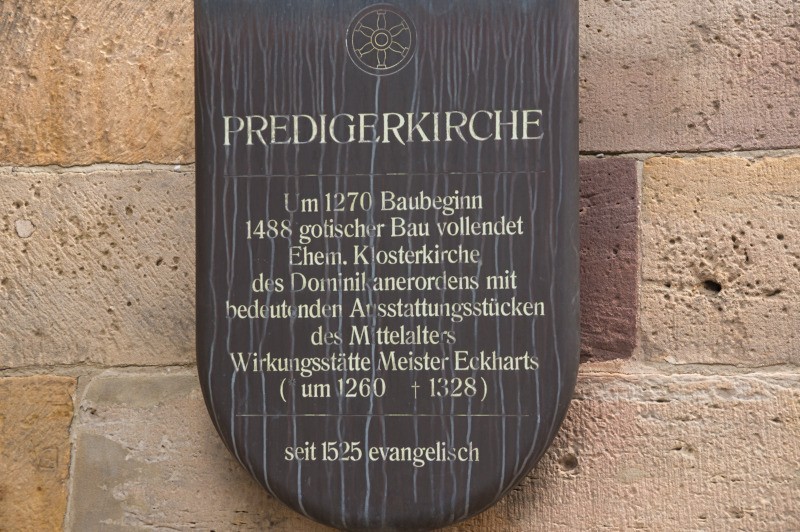 PREDIGERKIRCHE
Um 1270 Baubeginn
1488 gotischer Bau vollendet
Ehem. Klosterkirche
des Dominikanerordens mit
bedeutenden Ausstattungsstücken
des Mittelalters
Wirkungsstätte Meister Eckharts
(* um 1260 † 1328)
seit 1525 evangelisch